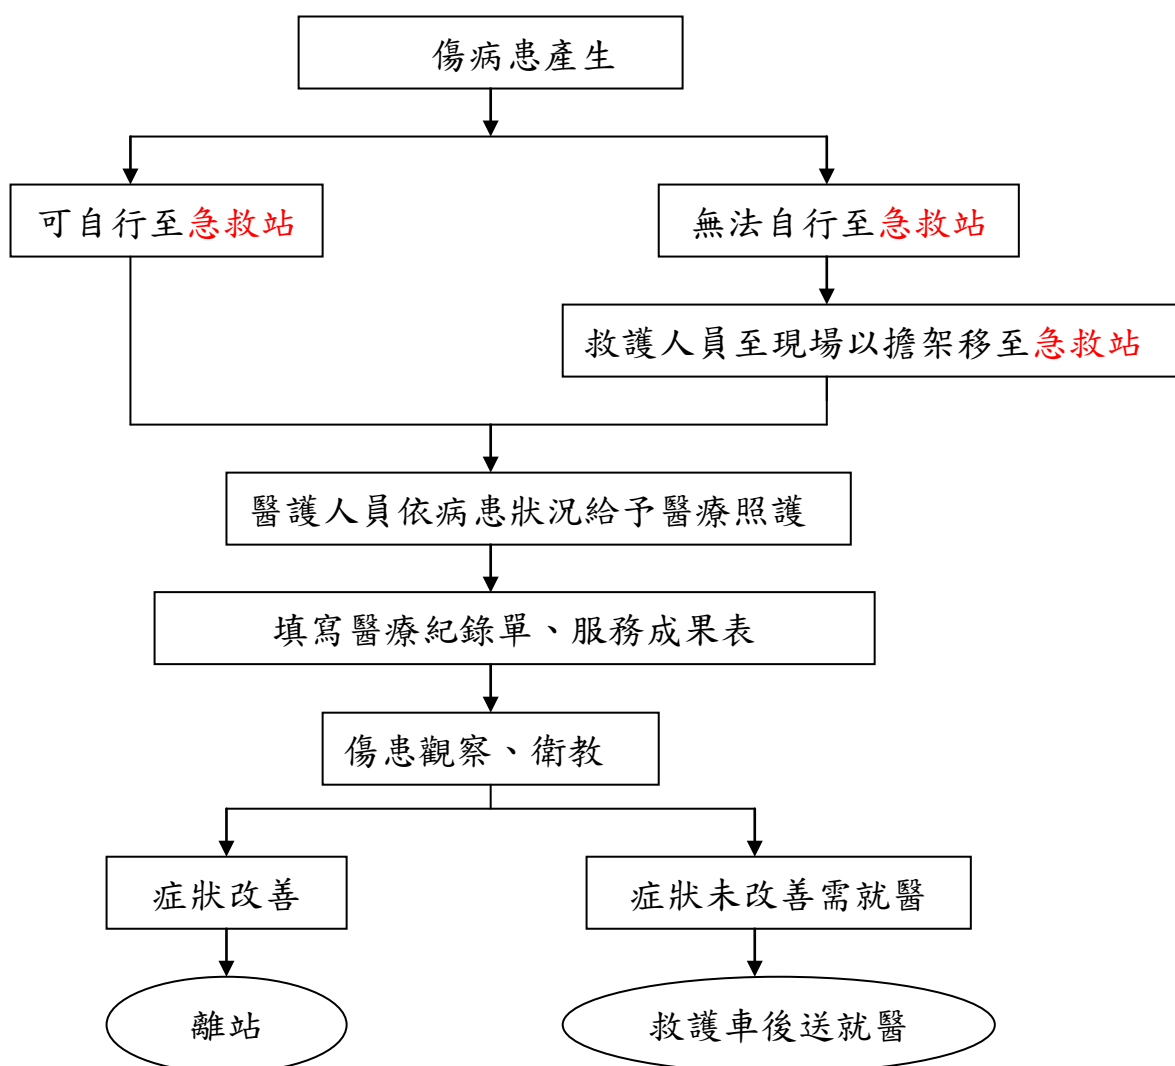 傷病患產生
可自行至急救站
無法自行至急救站
救護人員至現場以擔架移至急救站
醫護人員依病患狀況給予醫療照護
填寫醫療紀錄單、服務成果表
傷患觀察、衛教
症狀改善
症狀未改善需就醫
離站
救護車後送就醫